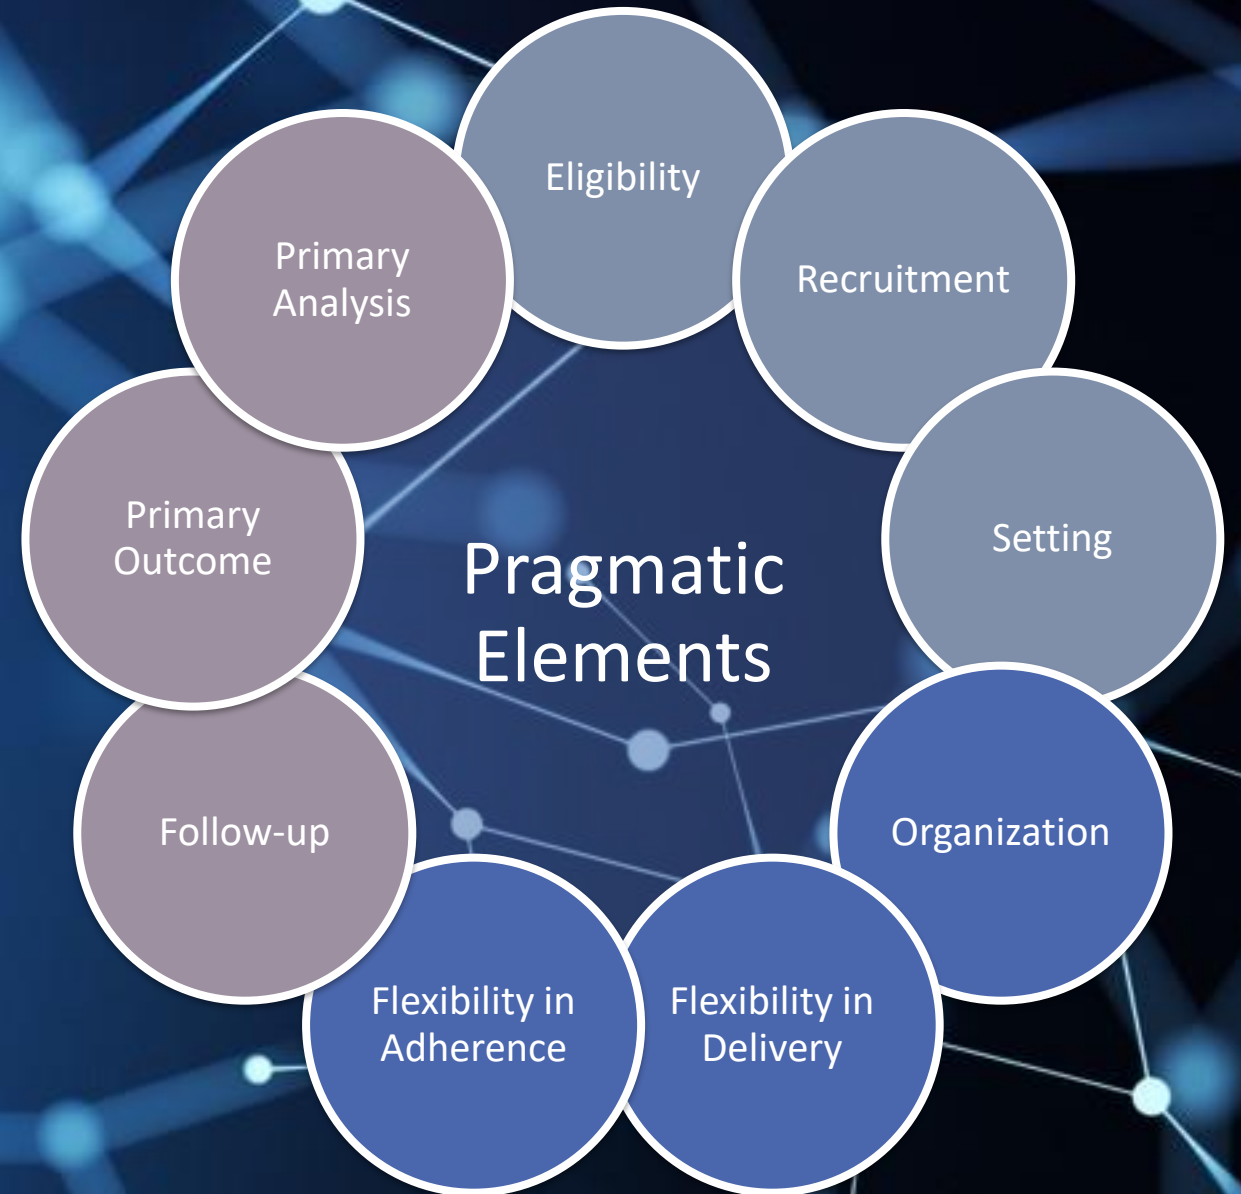 Eligibility
Recruitment
Setting
Organization
Flexibility in
Delivery
Flexibility in
Adherence
Follow-up
Primary
Outcome
Primary
Analysis
Pragmatic
Elements